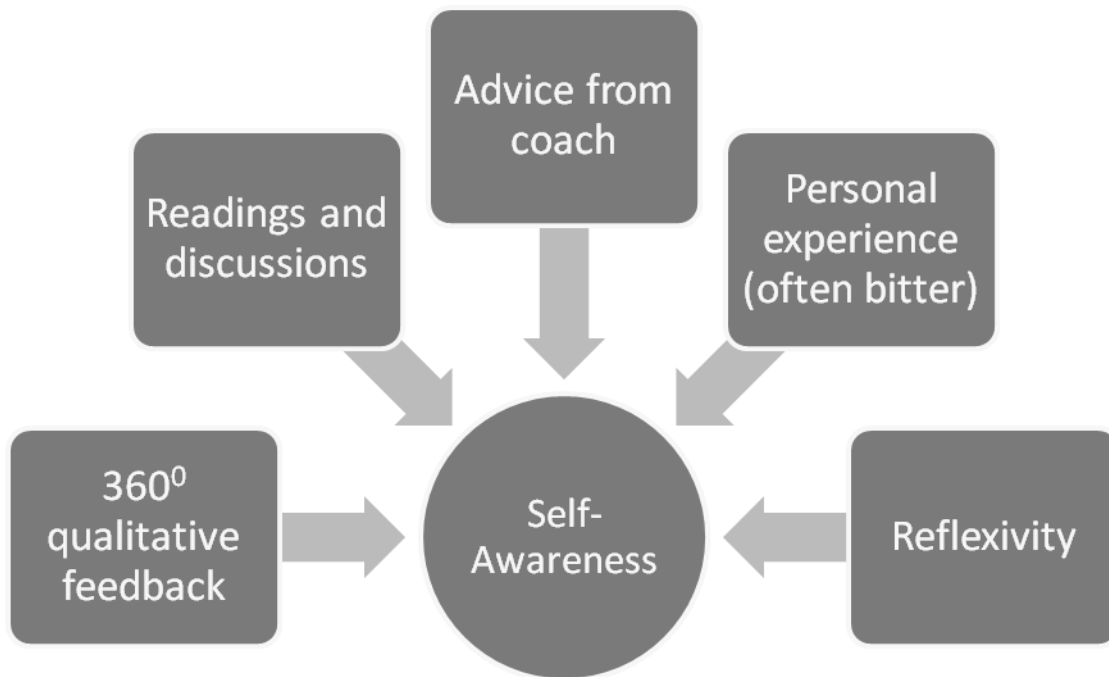 Advice from
coach
Readings and
discussions
Personal
experience
(often bitter)
360⁰
qualitative
feedback
Self-
Awareness
Reflexivity